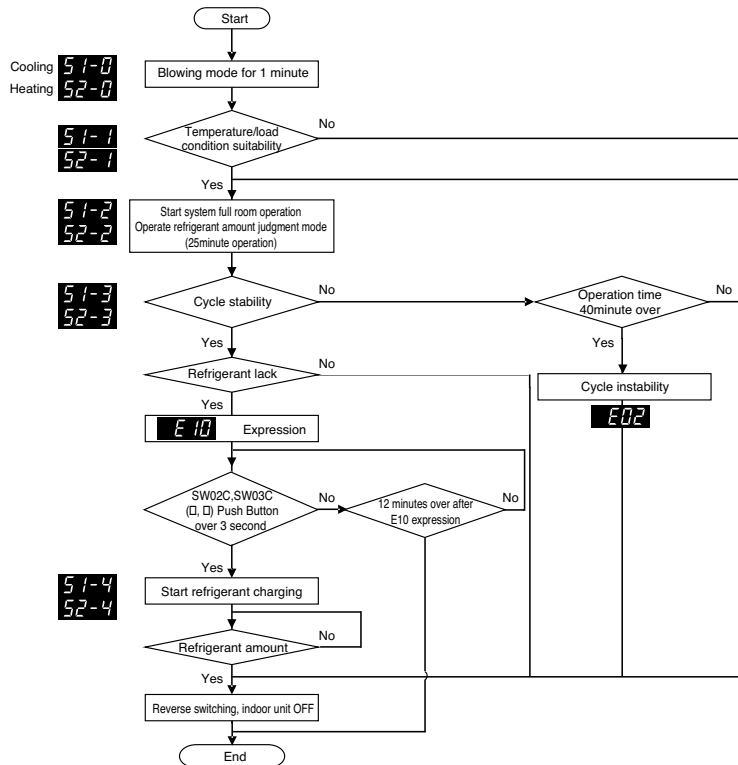 Start
Cooling S1-0
Heating S2-0
Blowing mode for 1 minute
S1-1
S2-1
Temperature/load
condition suitability
No
Yes
S1-2
S2-2
Start system full room operation
Operate refrigerant amount judgment mode
(25minute operation)
S1-3
S2-3
Cycle stability
No
Operation time
40minute over
No
Yes
Yes
Refrigerant lack
No
Cycle instability
Yes
E02
E10 Expression
SW02C,SW03C
(▯, ▯) Push Button
over 3 second
No
12 minutes over after
E10 expression
No
Yes
S1-4
S2-4
Start refrigerant charging
Refrigerant amount
No
Yes
Reverse switching, indoor unit OFF
End